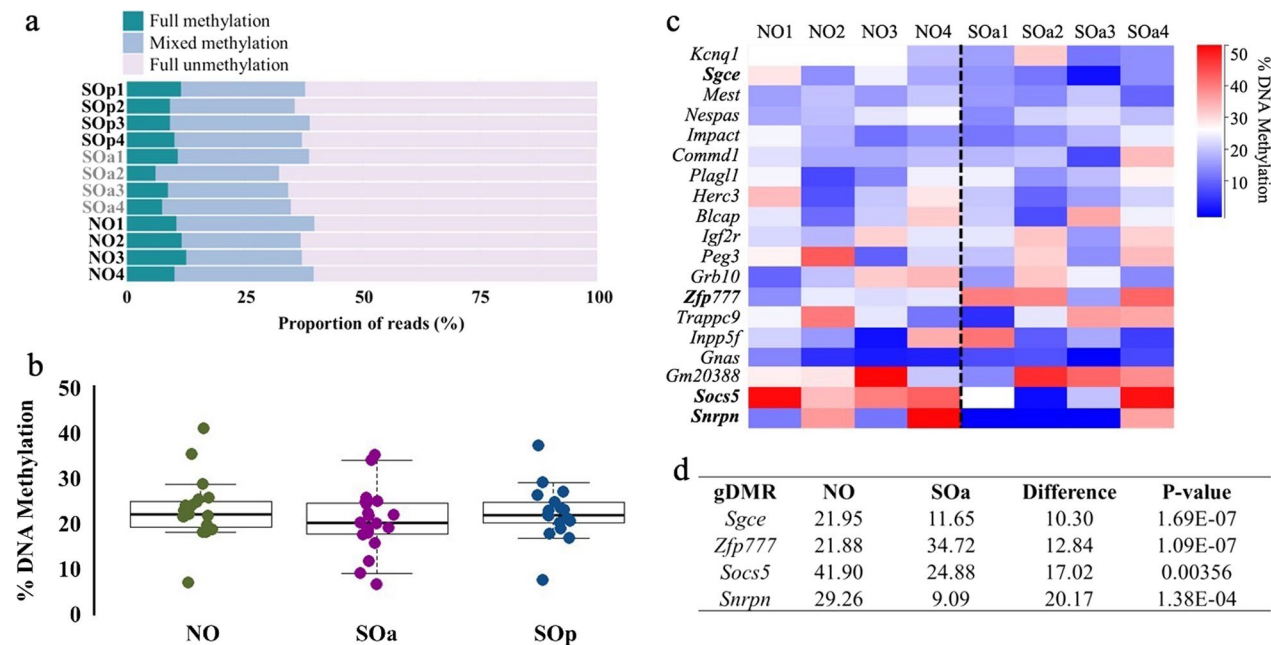 a
Full methylation
Mixed methylation
Full unmethylation
SOp1
SOp2
SOp3
SOp4
SOa1
SOa2
SOa3
SOa4
NO1
NO2
NO3
NO4
0 25 50 75 100
Proportion of reads (%)
b
% DNA Methylation
50
40
30
20
10
0
NO SOa SOp
c
NO1 NO2 NO3 NO4 SOa1 SOa2 SOa3 SOa4
Kcnq1
Sgce
Mest
Nespas
Impact
Commd1
Plagl1
Herc3
Blcap
Igf2r
Peg3
Grb10
Zfp777
Trappc9
Inpp5f
Gnas
Gm20388
Socs5
Snrpn
50
40
30
20
10
% DNA Methylation
d
gDMR NO SOa Difference P-value
Sgce 21.95 11.65 10.30 1.69E-07
Zfp777 21.88 34.72 12.84 1.09E-07
Socs5 41.90 24.88 17.02 0.00356
Snrpn 29.26 9.09 20.17 1.38E-04